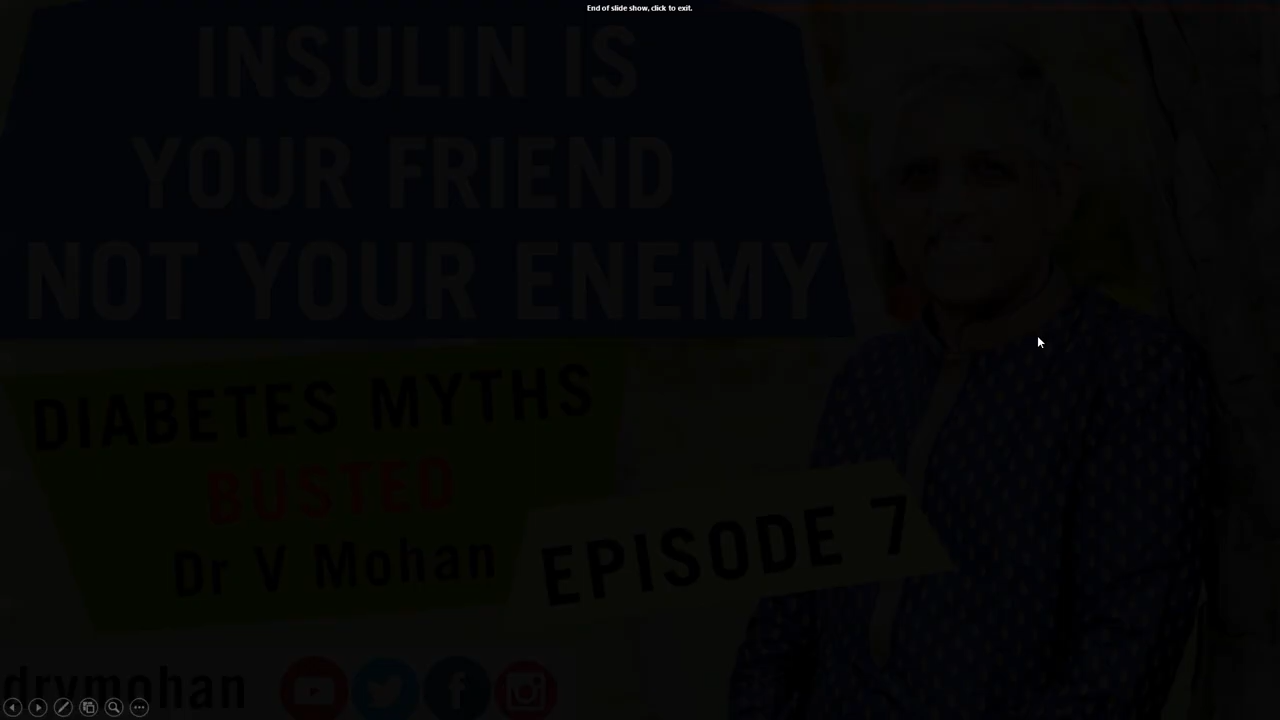 End of slide show, click to exit.
INSULIN IS
YOUR FRIEND
NOT YOUR ENEMY
DIABETES MYTHS
BUSTED
Dr V Mohan
EPISODE 7
drvmohan